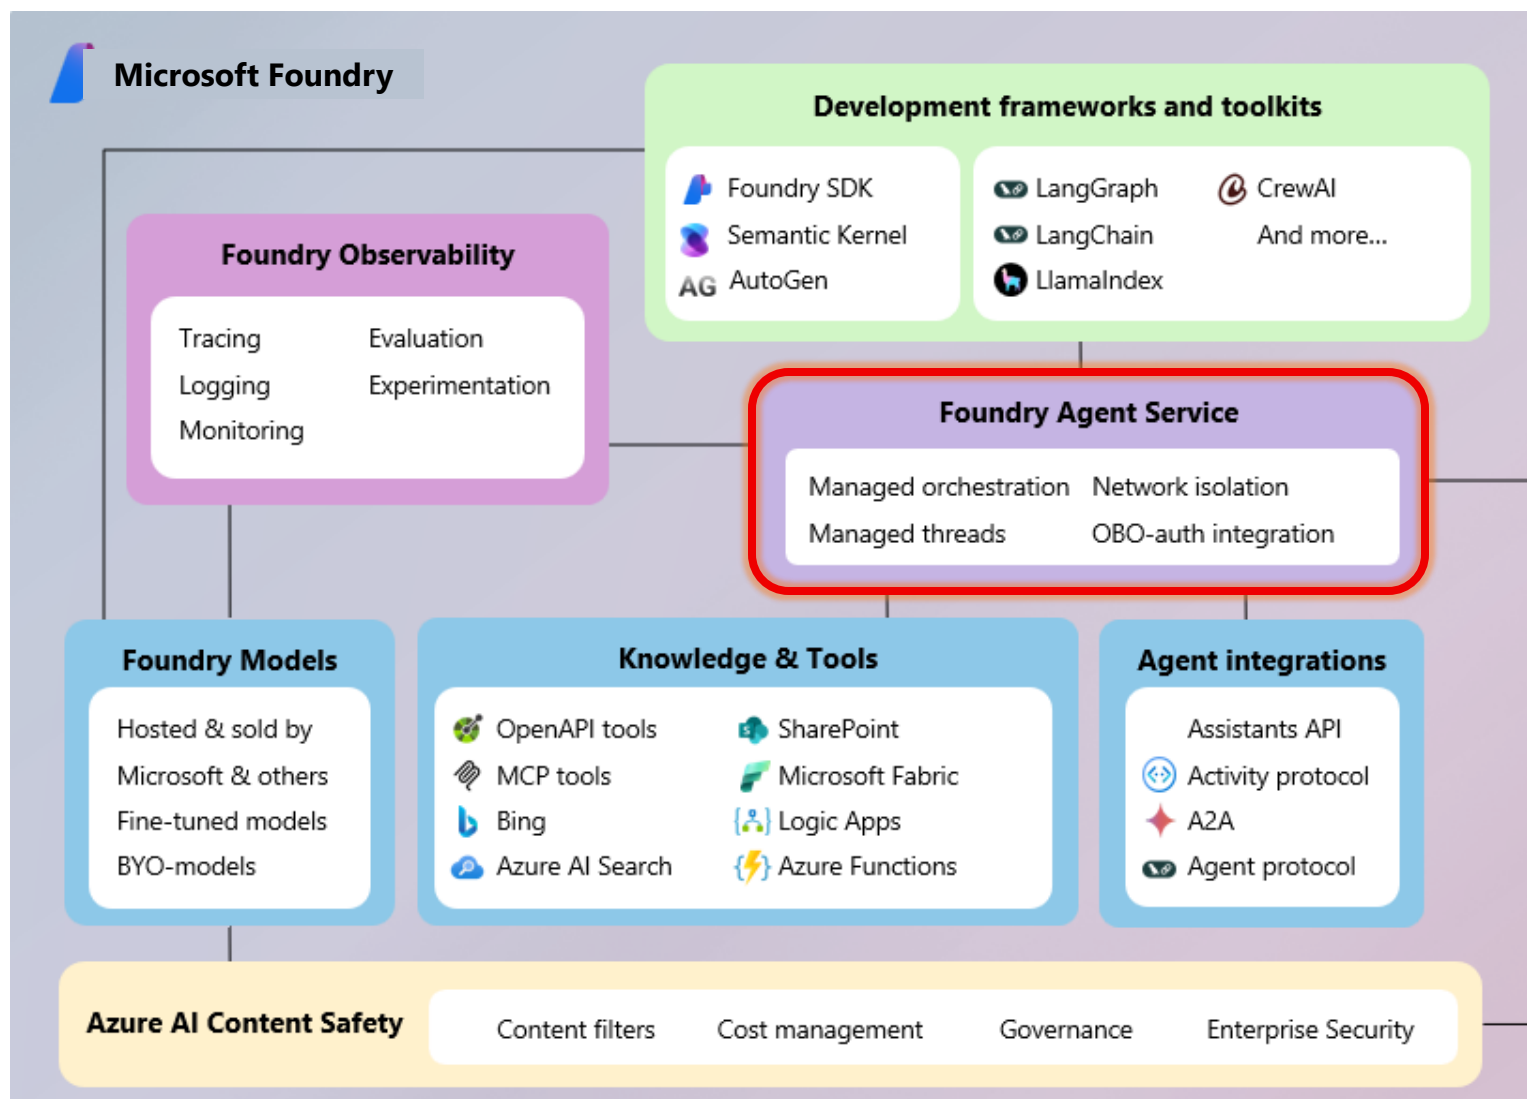 Microsoft Foundry
Development frameworks and toolkits
Foundry SDK
Semantic Kernel
AG AutoGen
LangGraph
LangChain
LlamaIndex
CrewAI
And more...
Foundry Observability
Tracing
Logging
Monitoring
Evaluation
Experimentation
Foundry Agent Service
Managed orchestration
Managed threads
Network isolation
OBO-auth integration
Foundry Models
Hosted & sold by
Microsoft & others
Fine-tuned models
BYO-models
Knowledge & Tools
OpenAPI tools
MCP tools
Bing
Azure AI Search
SharePoint
Microsoft Fabric
Logic Apps
Azure Functions
Agent integrations
Assistants API
Activity protocol
A2A
Agent protocol
Azure AI Content Safety
Content filters
Cost management
Governance
Enterprise Security